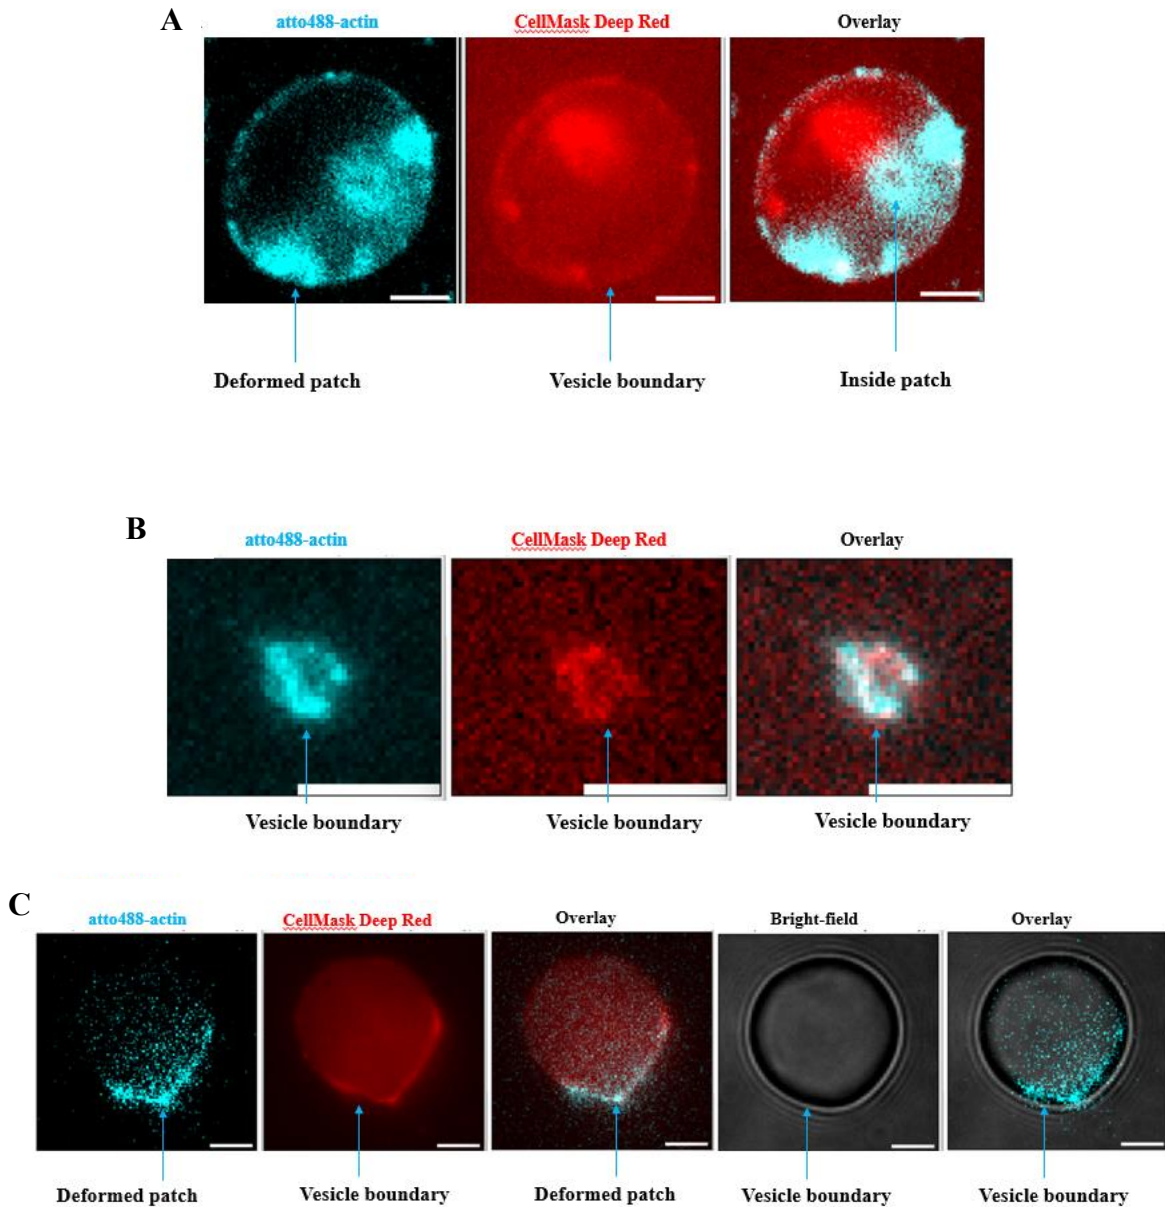 A
atto488-actin
CellMask Deep Red
Overlay
Deformed patch
Vesicle boundary
Inside patch
B
atto488-actin
CellMask Deep Red
Overlay
Vesicle boundary
Vesicle boundary
Vesicle boundary
C
atto488-actin
CellMask Deep Red
Overlay
Bright-field
Overlay
Deformed patch
Vesicle boundary
Deformed patch
Vesicle boundary
Vesicle boundary